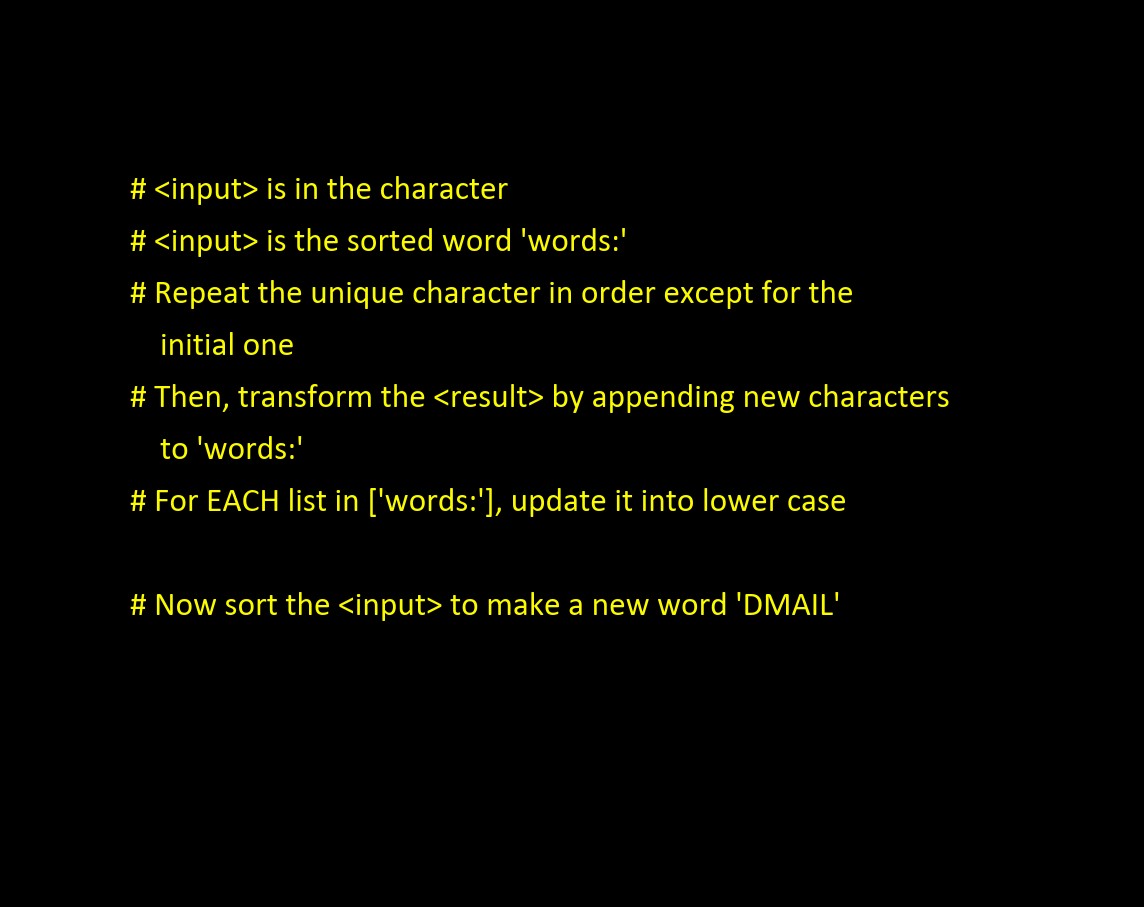 # <input> is in the character
# <input> is the sorted word 'words:'
# Repeat the unique character in order except for the
initial one
# Then, transform the <result> by appending new characters
to 'words:'
# For EACH list in ['words:'], update it into lower case
# Now sort the <input> to make a new word 'DMAIL'